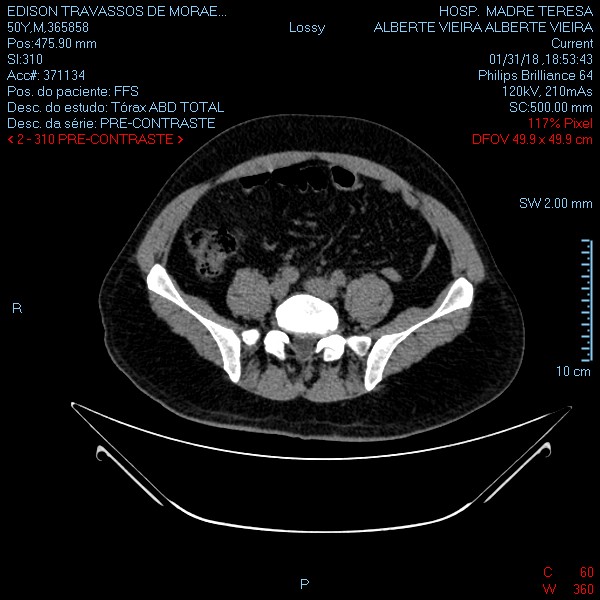 EDISON TRAVASSOS DE MORAE...
50Y,M,365858
Pos:475.90 mm
Sl:310
Acc#: 371134
Pos. do paciente: FFS
Desc. do estudo: Tórax ABD TOTAL
Desc. da série: PRE-CONTRASTE
< 2 - 310 PRE-CONTRASTE >
Lossy
HOSP. MADRE TERESA
ALBERTE VIEIRA ALBERTE VIEIRA
Current
01/31/18 ,18:53:43
Philips Brilliance 64
120kV, 210mAs
SC:500.00 mm
117% Pixel
DFOV 49.9 x 49.9 cm
SW 2.00 mm
R
10 cm
P
C 60
W 360